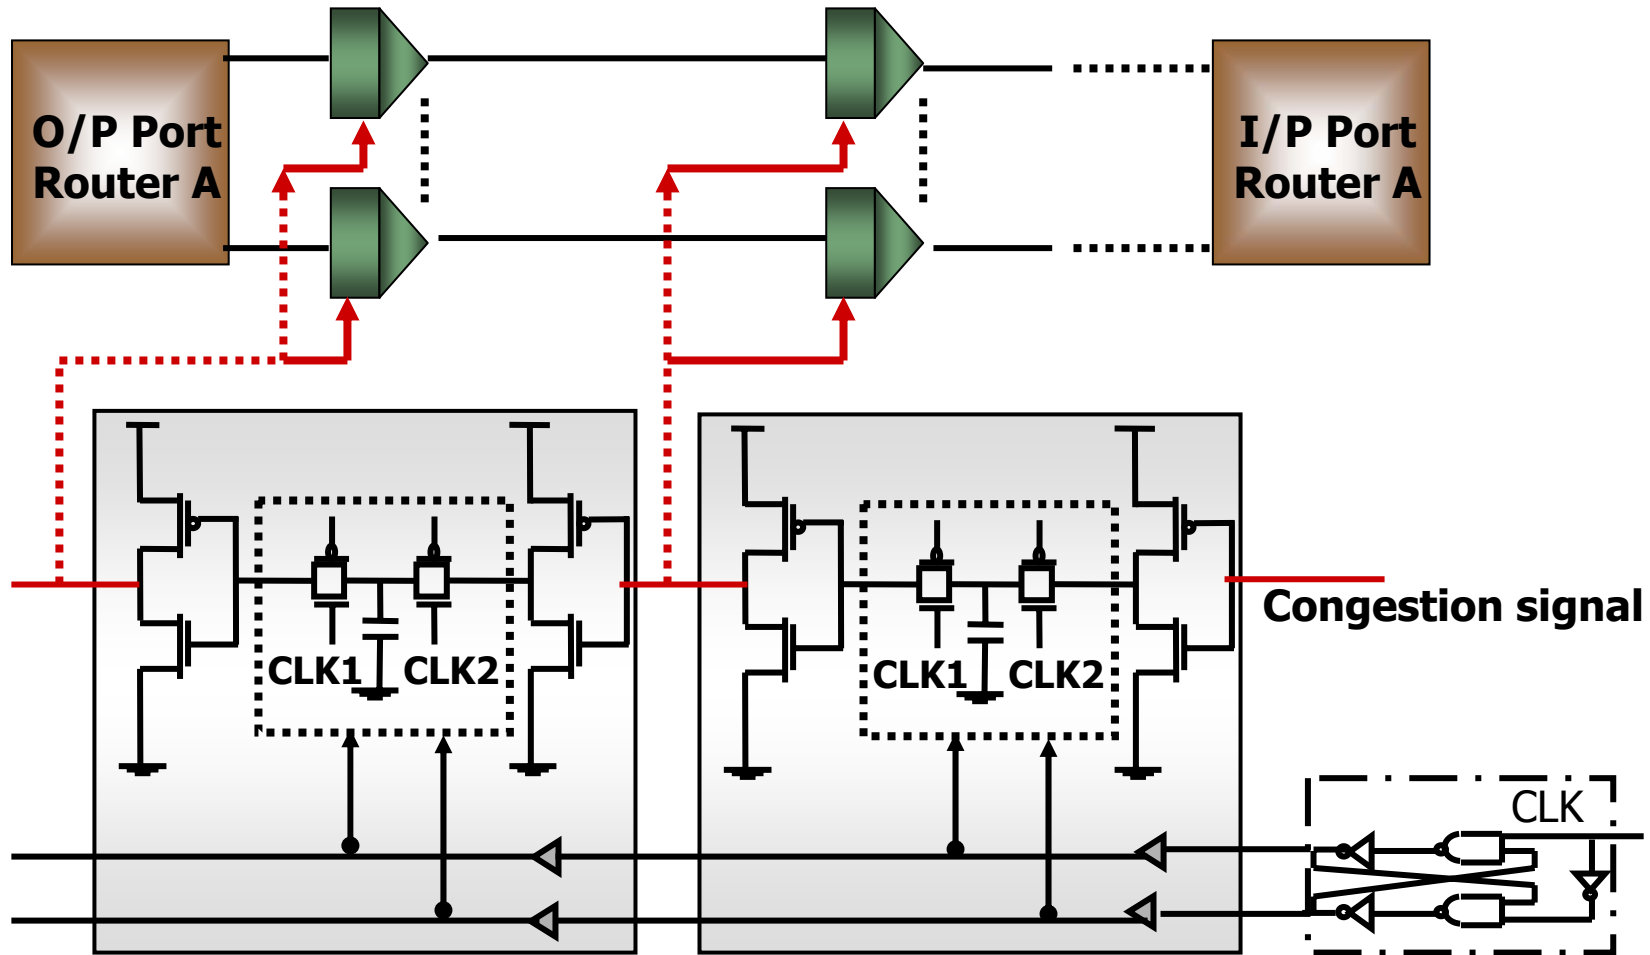 O/P Port
Router A
I/P Port
Router A
Congestion signal
CLK1 CLK2
CLK1 CLK2
CLK